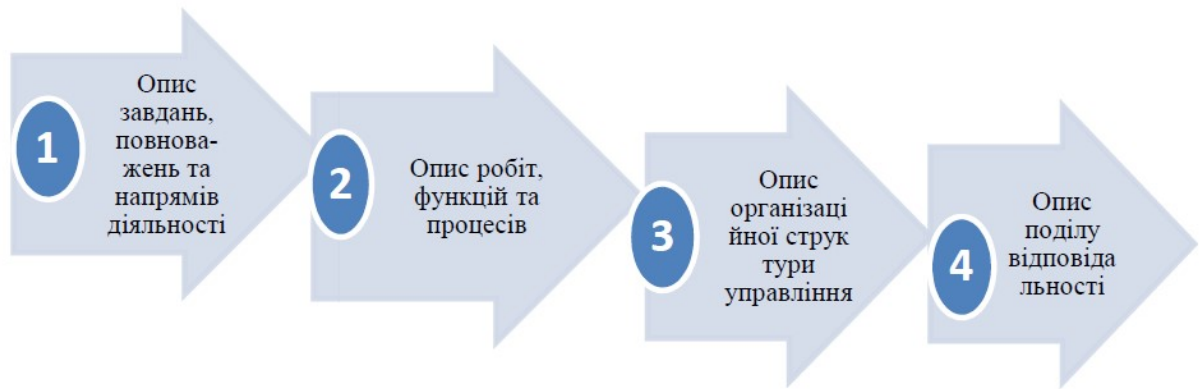 1
Опис
завдань,
повнова-
жень та
напрямів
діяльності
2
Опис робіт,
функцій та
процесів
3
Опис
організаці
йної струк
тури
управління
4
Опис
поділу
відповіда
льності